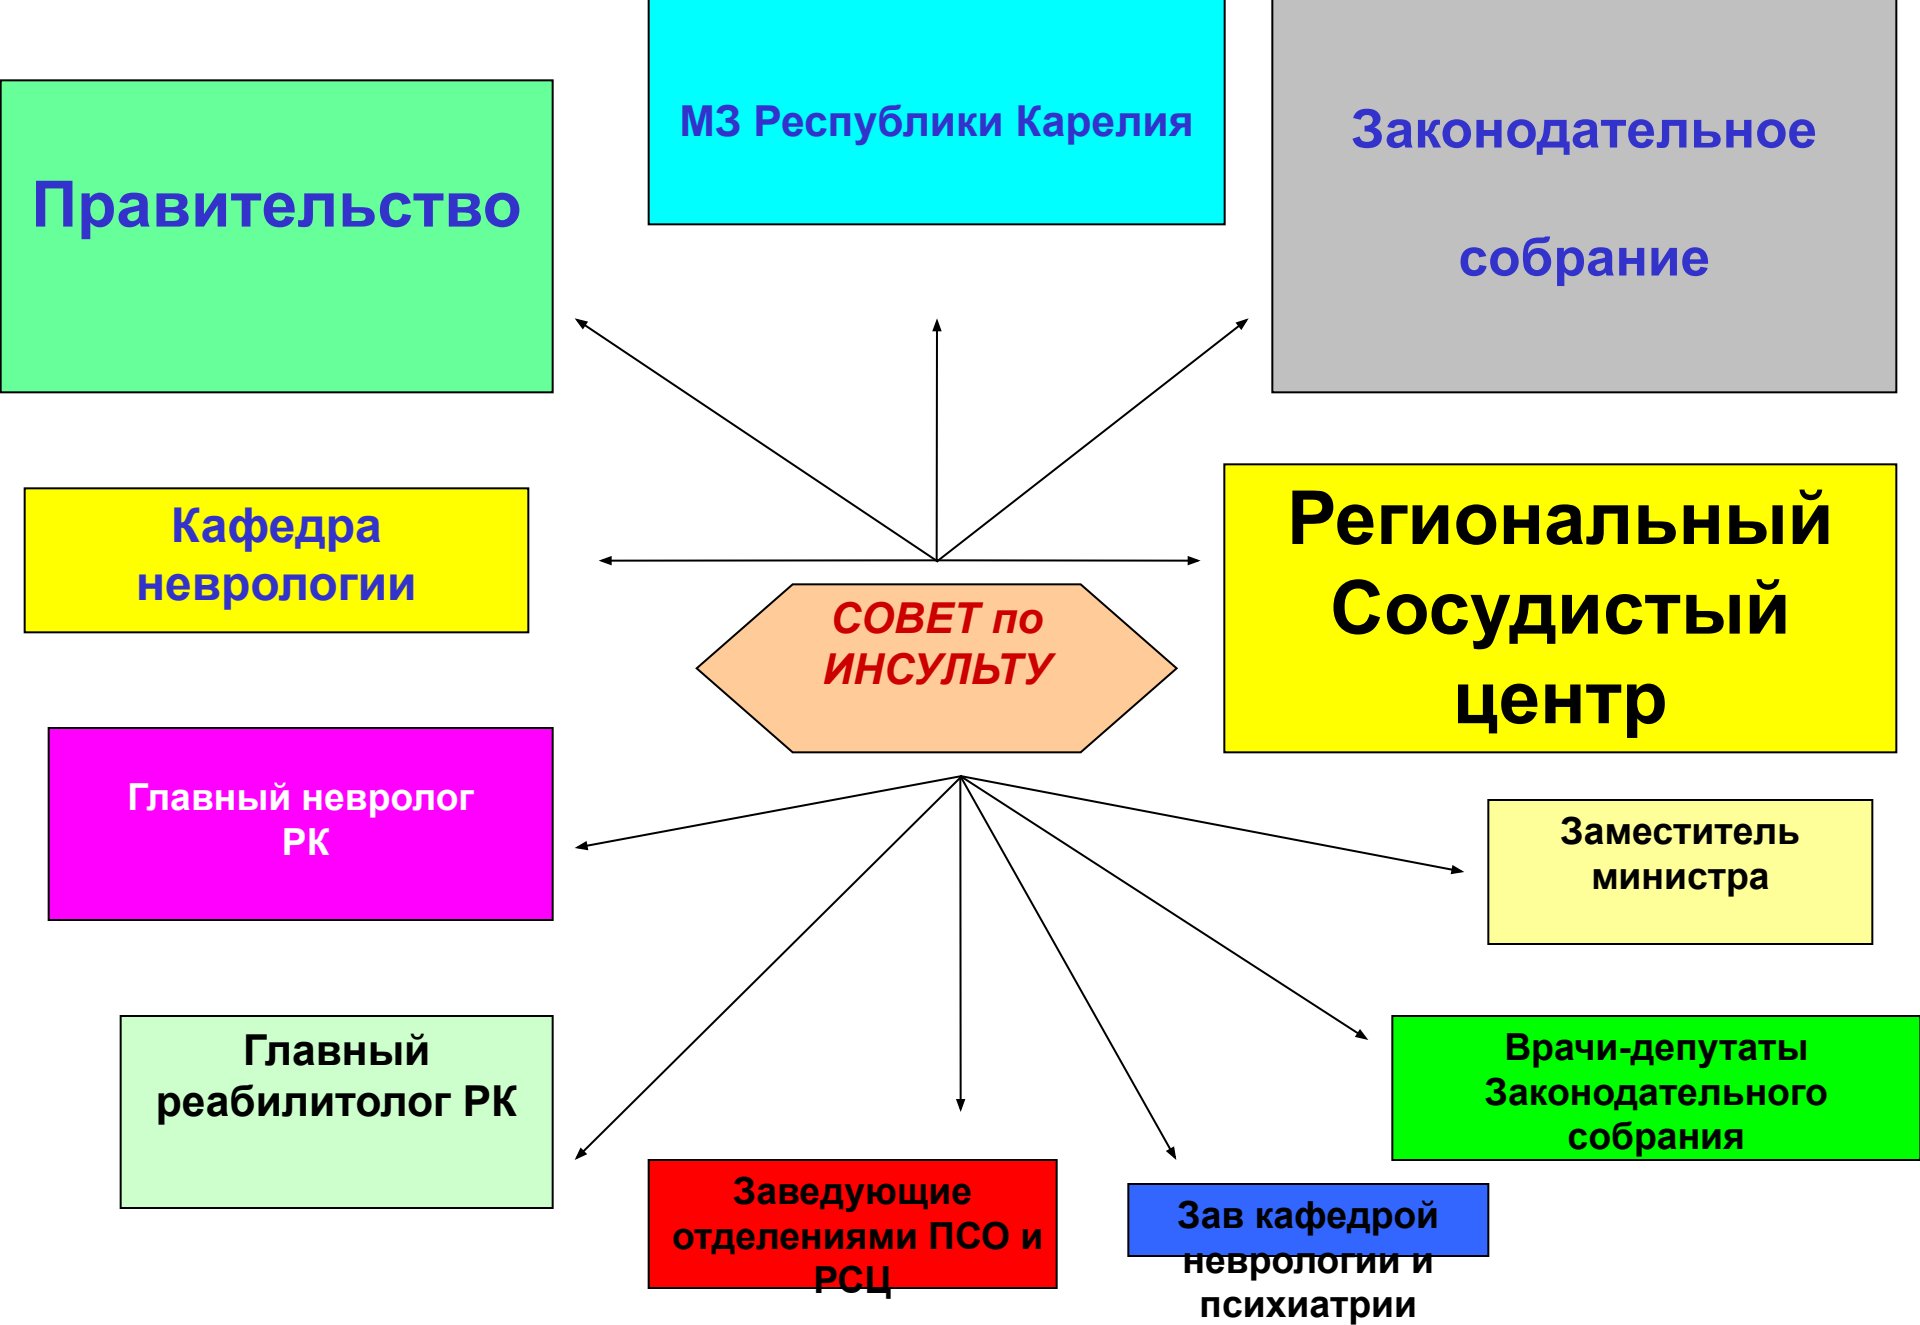 Правительство
МЗ Республики Карелия
Законодательное
собрание
Кафедра
неврологии
СОВЕТ по
ИНСУЛЬТУ
Региональный
Сосудистый
центр
Главный невролог
РК
Заместитель
министра
Главный
реабилитолог РК
Врачи-депутаты
Законодательного
собрания
Заведующие
отделениями ПСО и
РСЦ
Зав кафедрой
неврологии и
психиатрии